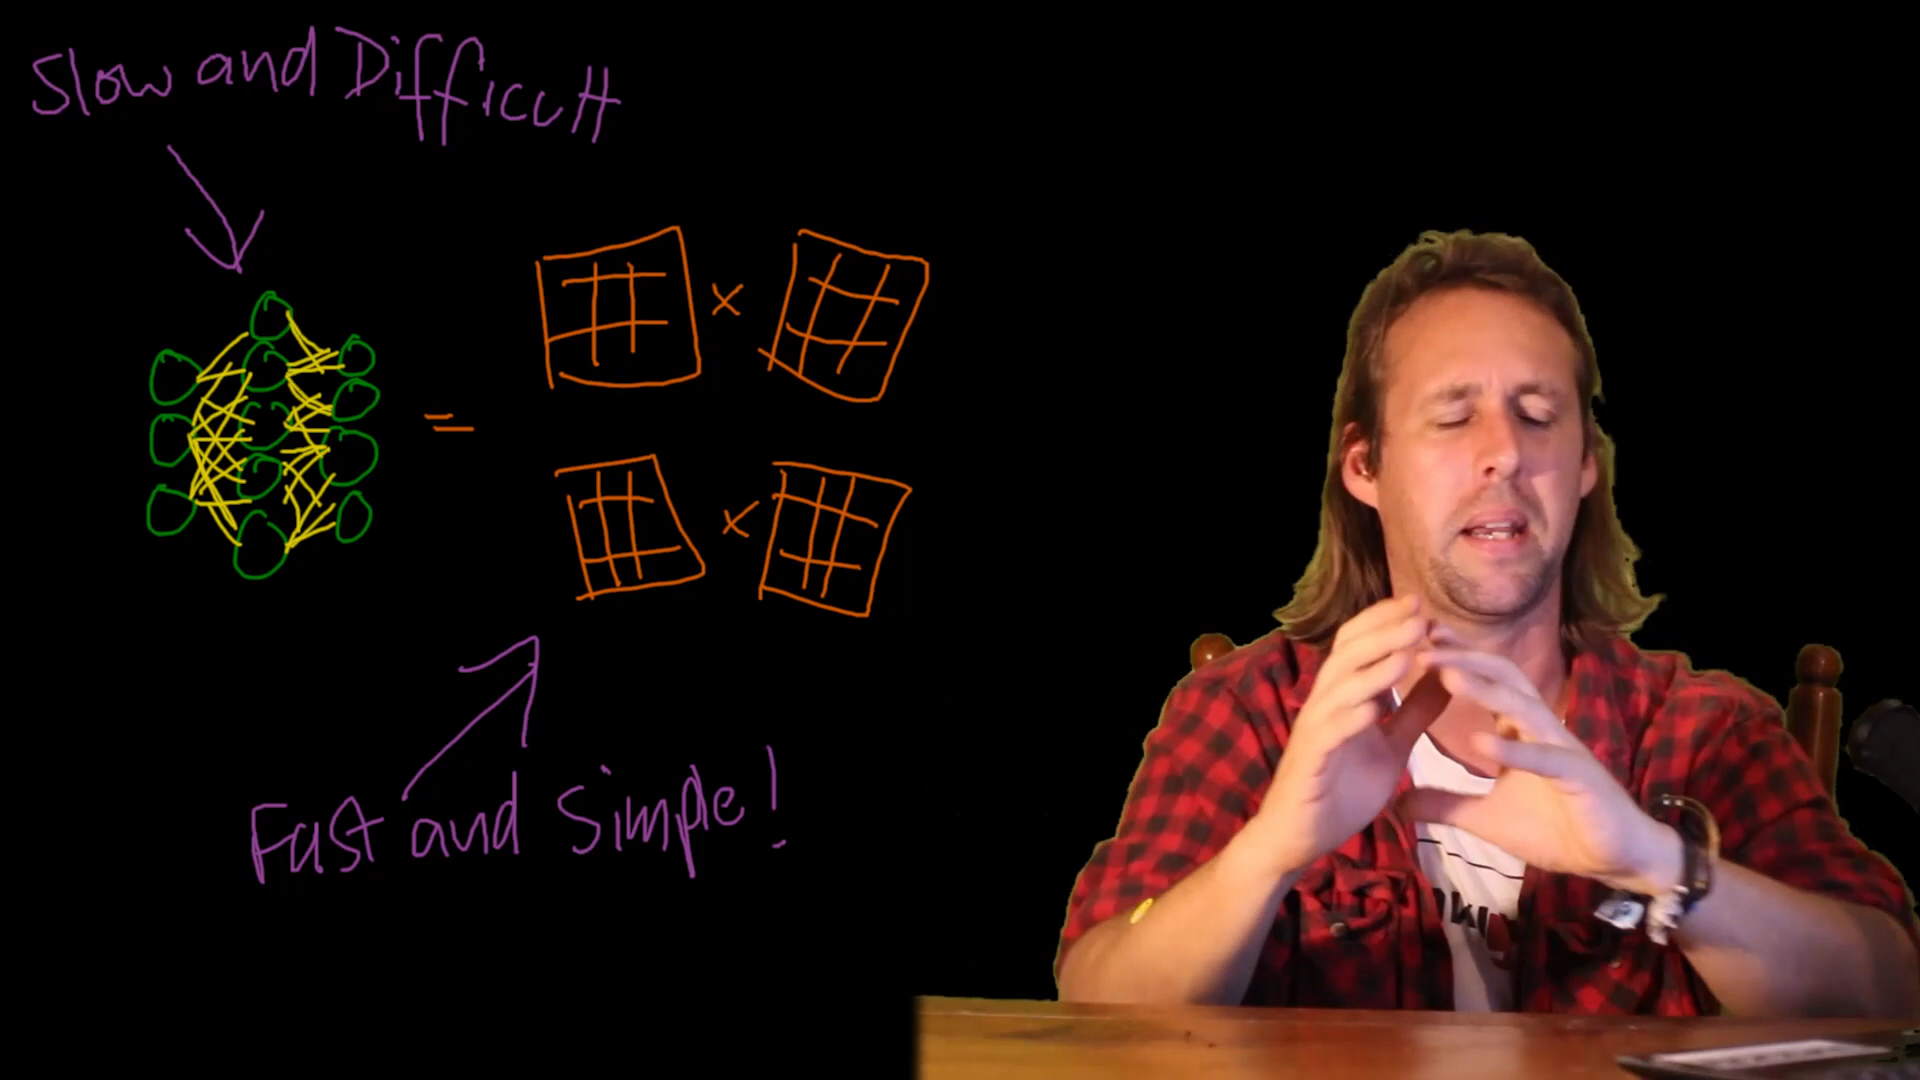 Slow and Difficult
=
x
x
Fast and Simple!